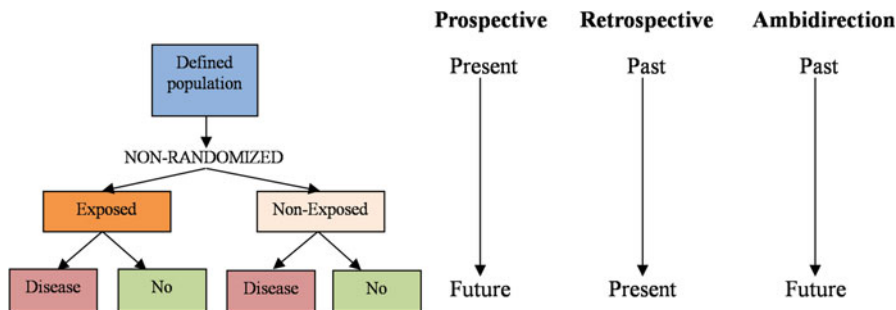 Prospective Retrospective Ambidirection
Defined
population
Present Past Past
NON-RANDOMIZED
Exposed Non-Exposed
Disease No Disease No
Future Present Future